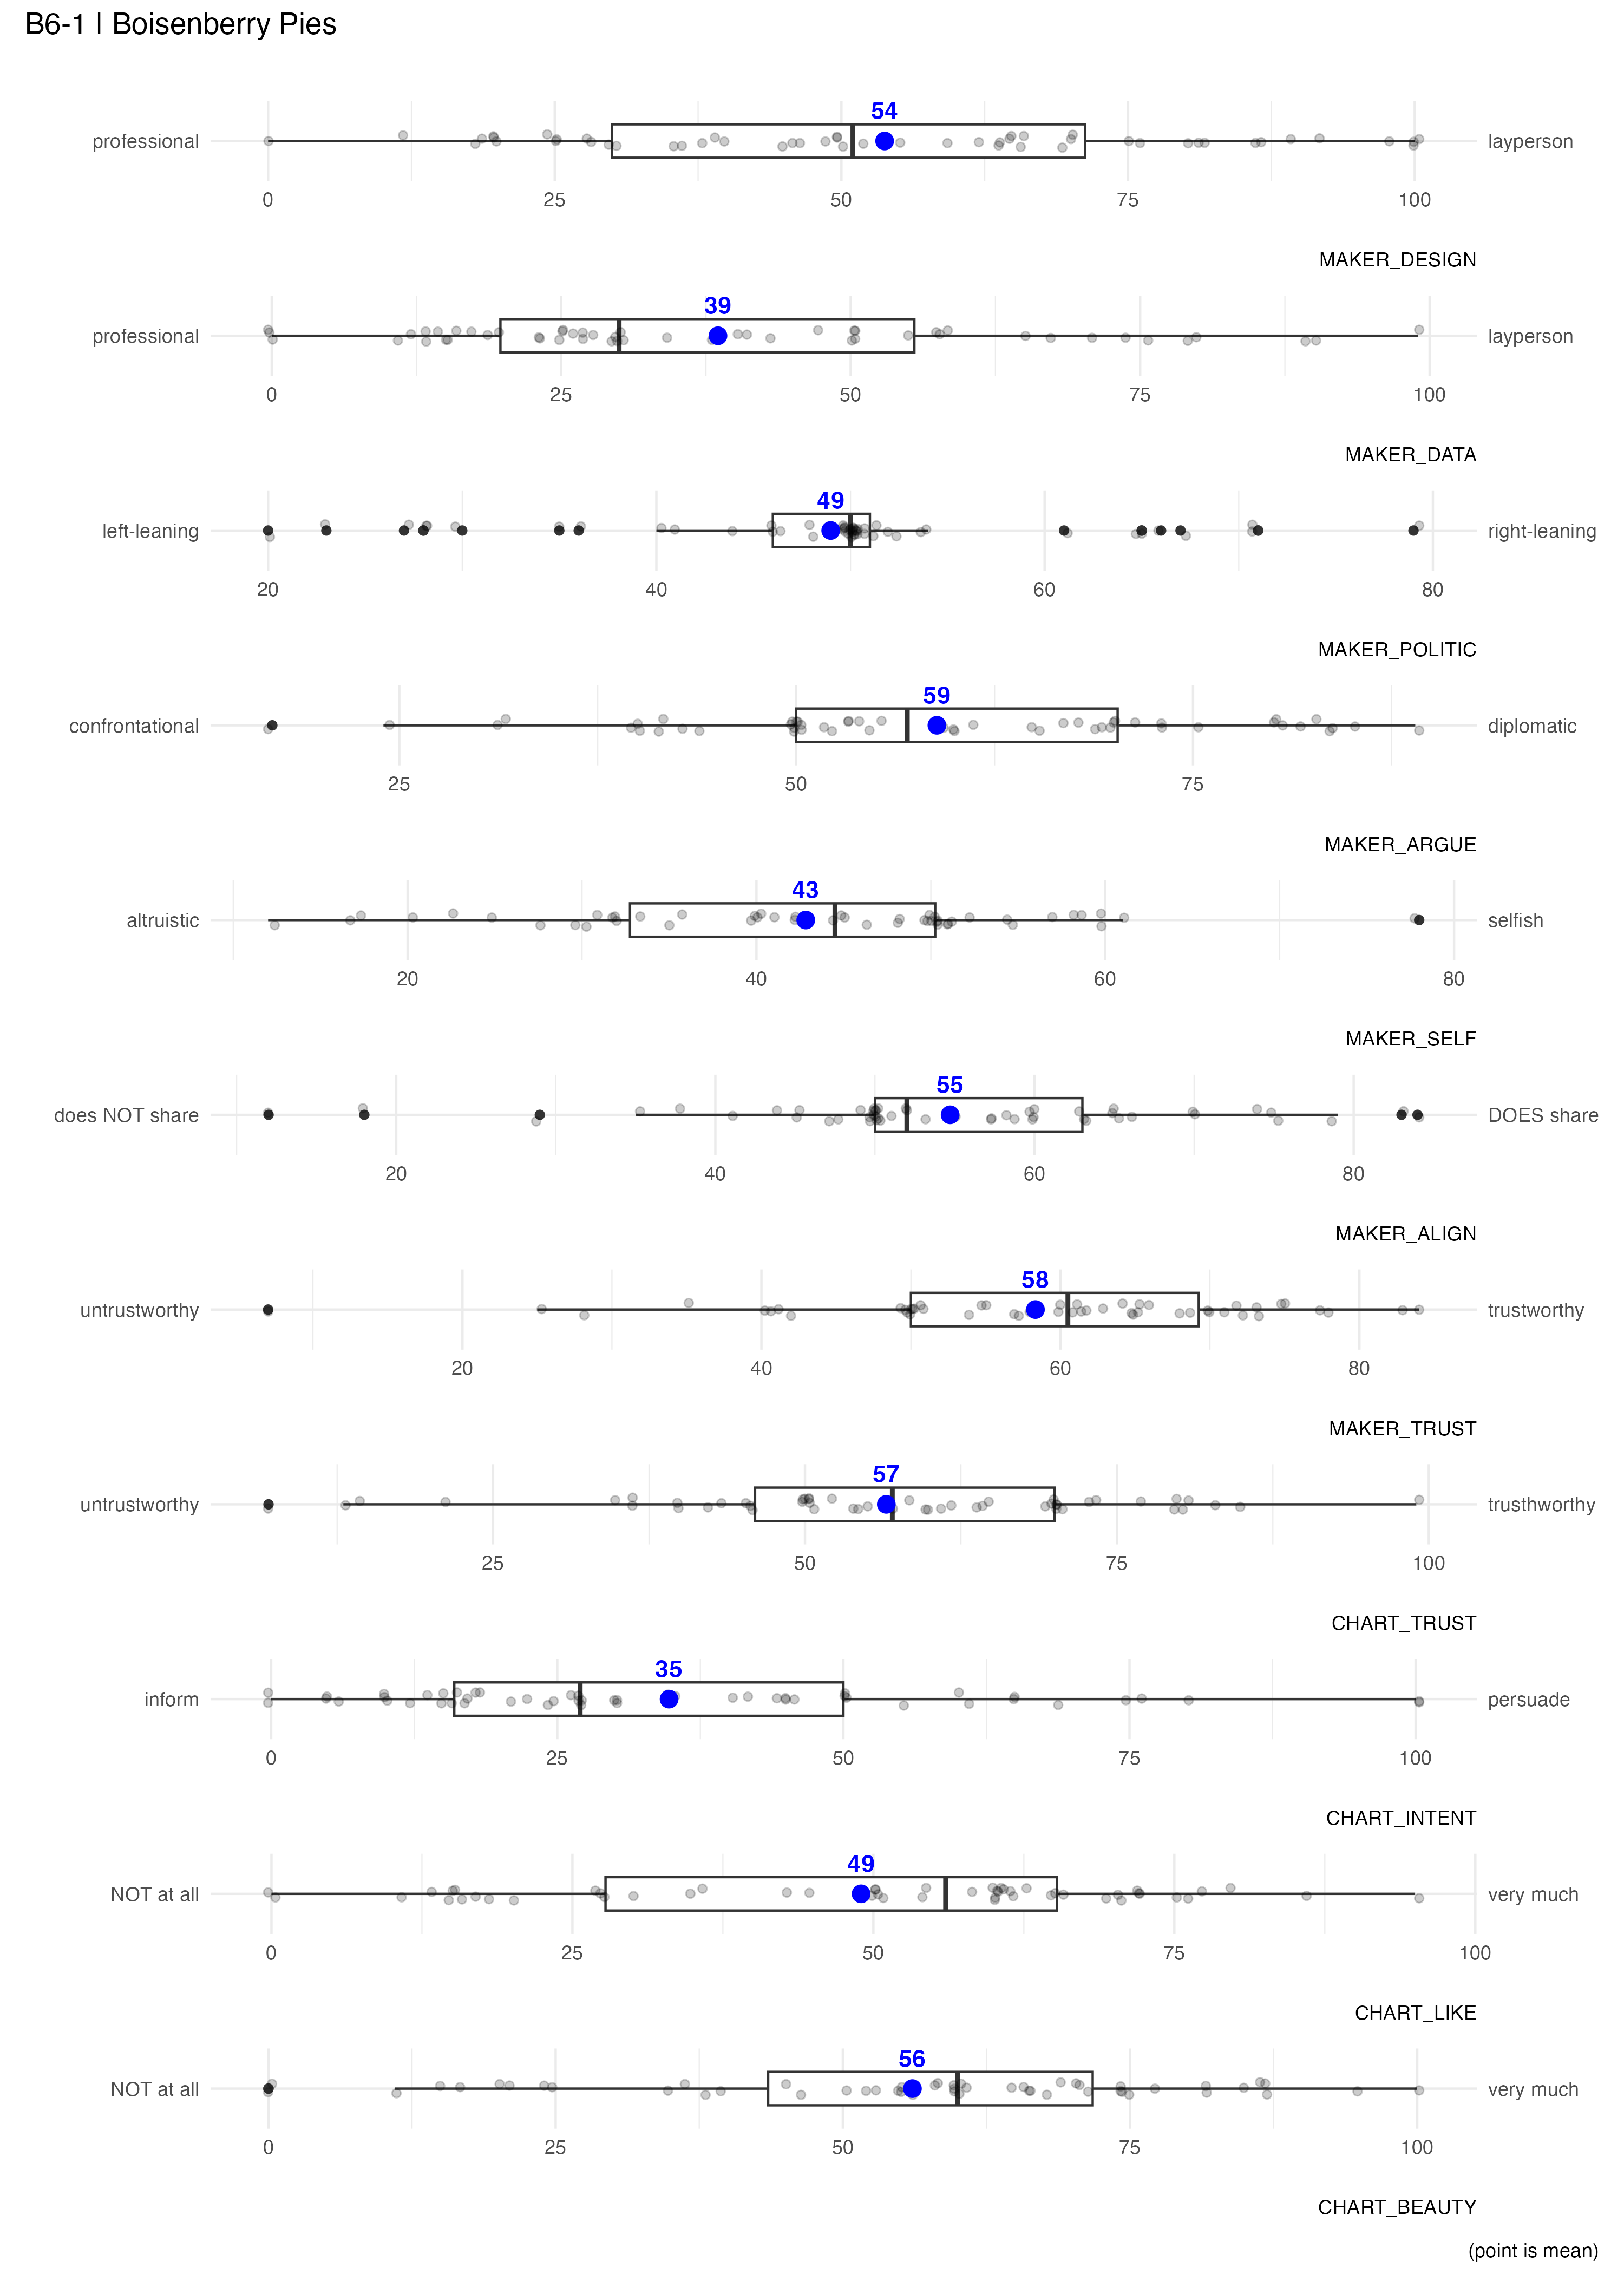 B6-1 | Boisenberry Pies
54
professional layperson
0 25 50 75 100
MAKER_DESIGN
39
professional layperson
0 25 50 75 100
MAKER_DATA
49
left-leaning right-leaning
20 40 60 80
MAKER_POLITIC
59
confrontational diplomatic
25 50 75
MAKER_ARGUE
43
altruistic selfish
20 40 60 80
MAKER_SELF
55
does NOT share DOES share
20 40 60 80
MAKER_ALIGN
58
untrustworthy trustworthy
20 40 60 80
MAKER_TRUST
57
untrustworthy trusthworthy
25 50 75 100
CHART_TRUST
35
inform persuade
0 25 50 75 100
CHART_INTENT
49
NOT at all very much
0 25 50 75 100
CHART_LIKE
56
NOT at all very much
0 25 50 75 100
CHART_BEAUTY
(point is mean)